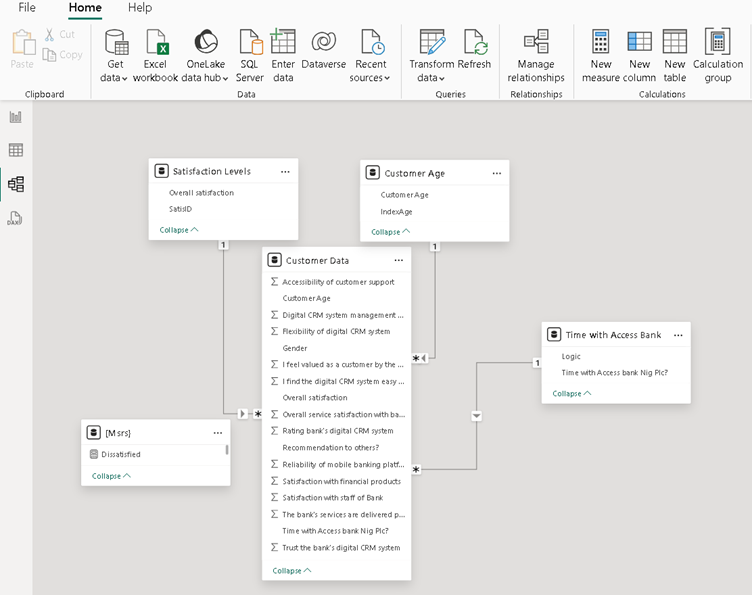 File Home Help
Paste
Cut
Copy
Get data
Excel workbook
OneLake data hub
SQL Server
Enter data
Dataverse
Recent sources
Transform data
Refresh
Manage relationships
New measure
New column
New table
Calculation group
Clipboard
Data
Queries
Relationships
Calculations
DAX
Satisfaction Levels ...
Overall satisfaction
SatisID
Collapse
1
Customer Age ...
Customer Age
IndexAge
Collapse
1
Customer Data ...
Σ Accessibility of customer support
Customer Age
Σ Digital CRM system management ...
Σ Flexibility of digital CRM system
Gender
Σ I feel valued as a customer by the ...
Σ I find the digital CRM system easy ...
Overall satisfaction
Σ Overall service satisfaction with ba...
Σ Rating bank's digital CRM system
Recommendation to others?
Σ Reliability of mobile banking platf...
Σ Satisfaction with financial products
Σ Satisfaction with staff of Bank
Σ The bank's services are delivered p...
Time with Access bank Nig Plc?
Σ Trust the bank's digital CRM system
Collapse
*
*
*
Time with Access Bank ...
Logic
Time with Access bank Nig Plc?
Collapse
1
{Msrs} ...
Dissatisfied
Collapse